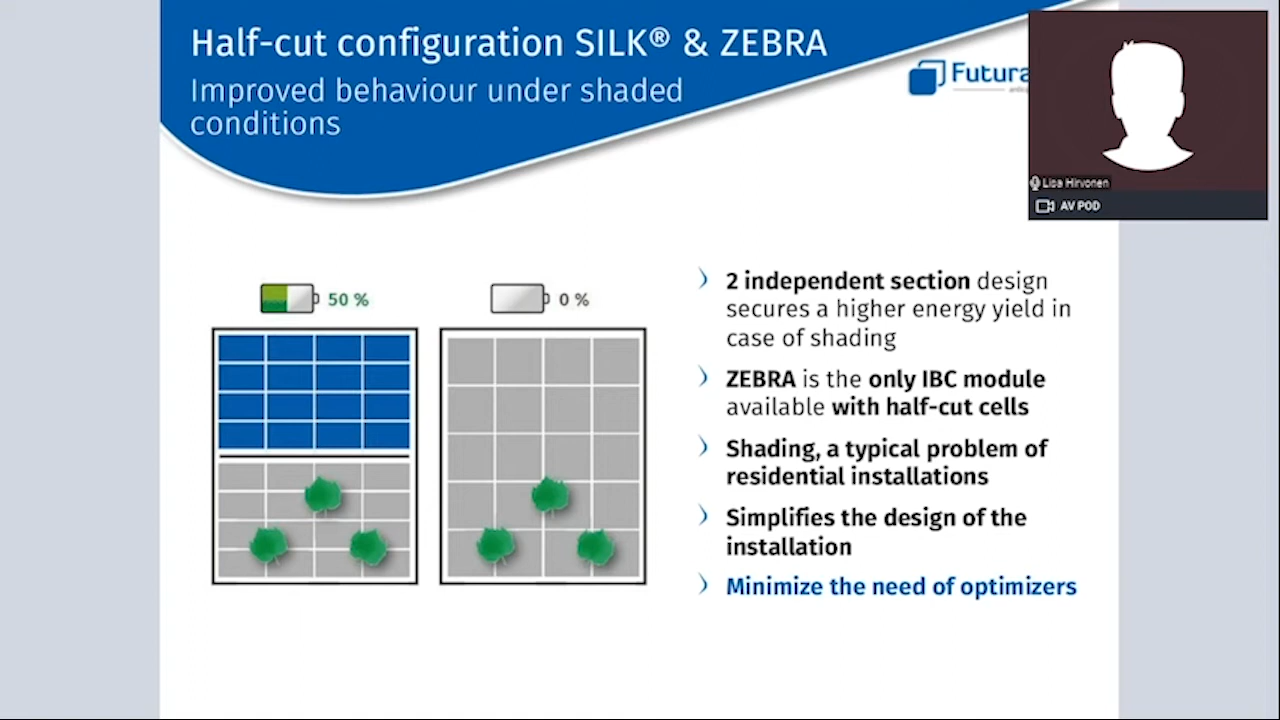 Half-cut configuration SILK® & ZEBRA
Improved behaviour under shaded
conditions
Futura
Lisa Hirvonen
AV POD
50 %
0 %
2 independent section design
secures a higher energy yield in
case of shading
ZEBRA is the only IBC module
available with half-cut cells
Shading, a typical problem of
residential installations
Simplifies the design of the
installation
Minimize the need of optimizers